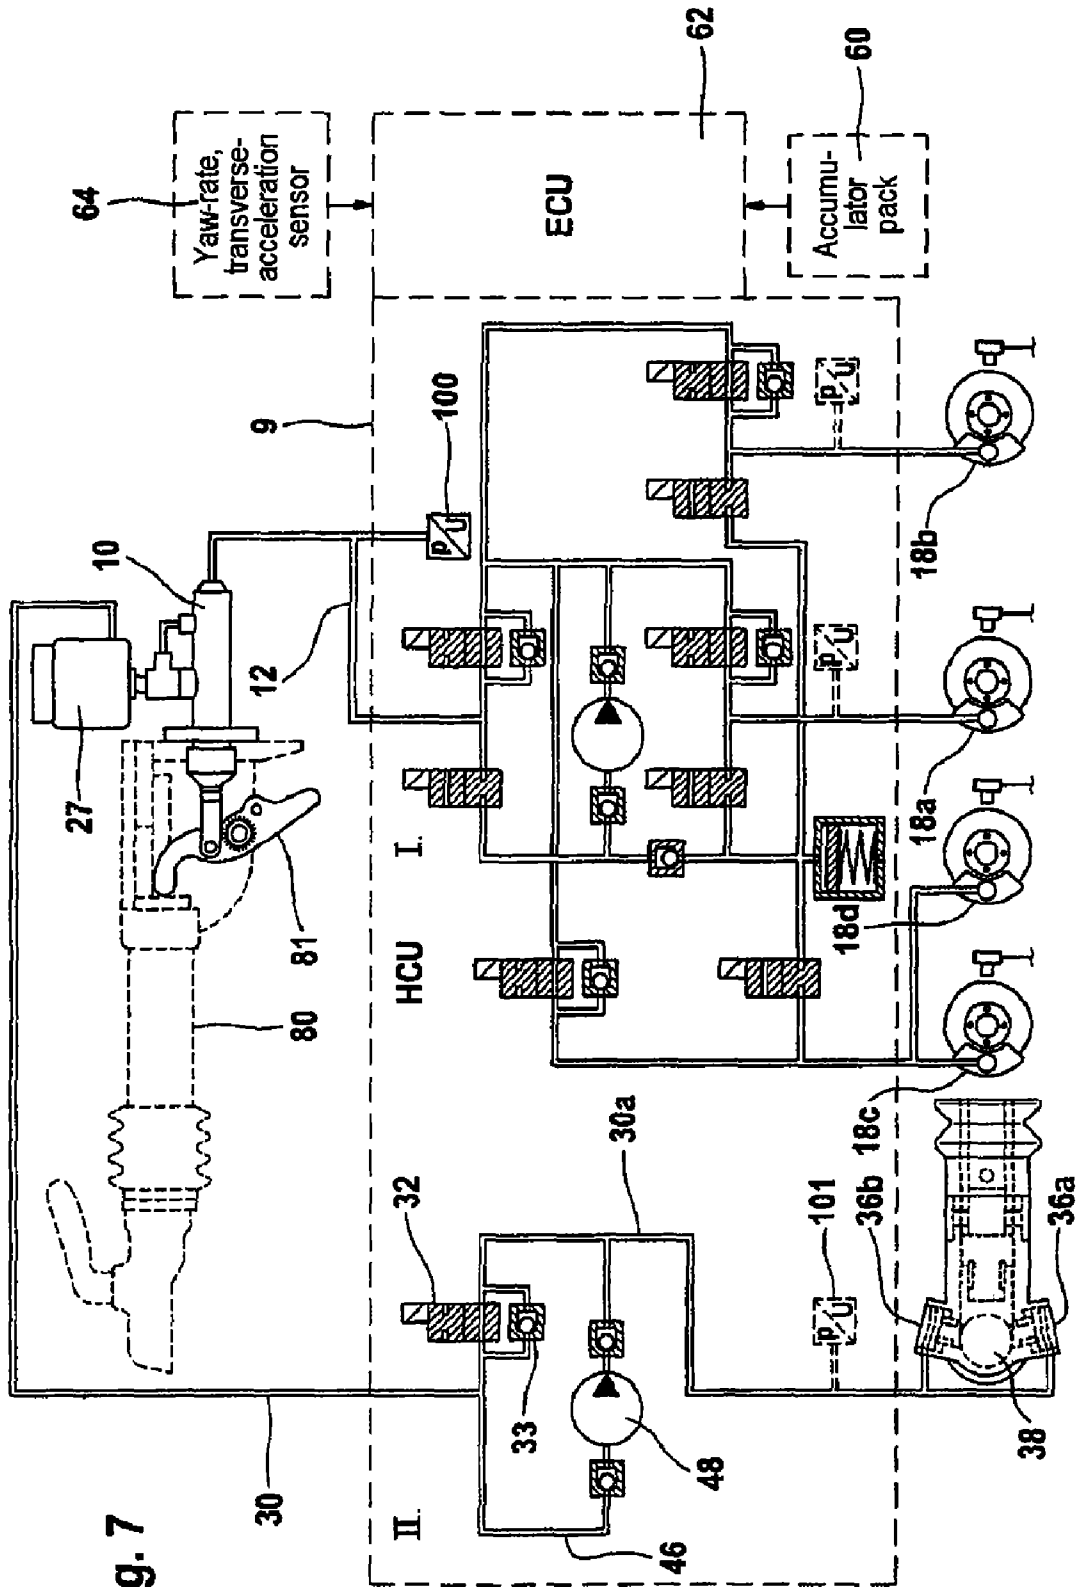 g. 7
27
10
64
Yaw-rate,
transverse-
acceleration
sensor
30
80
81
12
9
II.
32
HCU
I.
p
U
100
33
ECU
46
30a
48
62
101
p
U
p
U
p
U
Accumu-
lator
pack
60
36b
18c
18d
18a
18b
38
36a